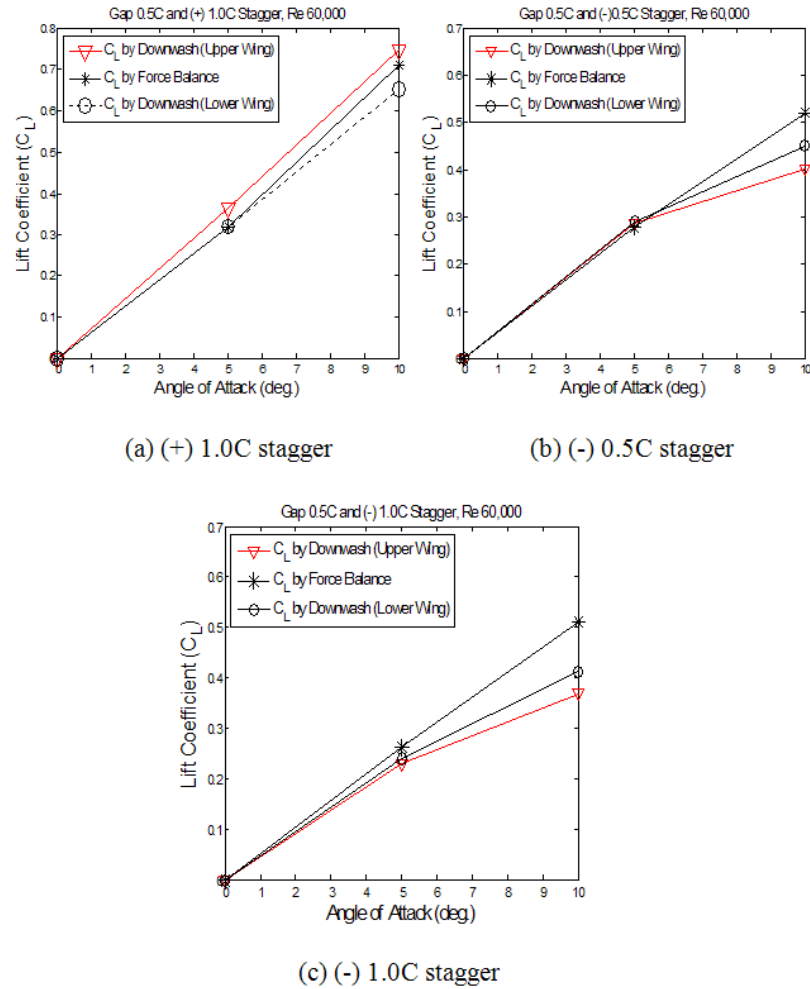 Gap 0.5C and (+) 1.0C Stagger, Re 60,000
C_L by Downwash (Upper Wing)
C_L by Force Balance
C_L by Downwash (Lower Wing)
0.8
0.7
0.6
0.5
0.4
0.3
0.2
0.1
Lift Coefficient (C_L)
0 1 2 3 4 5 6 7 8 9 10
Angle of Attack (deg.)
(a) (+) 1.0C stagger
Gap 0.5C and (-)0.5C Stagger, Re 60,000
C_L by Downwash (Upper Wing)
C_L by Force Balance
C_L by Downwash (Lower Wing)
0.7
0.6
0.5
0.4
0.3
0.2
0.1
Lift Coefficient (C_L)
0 1 2 3 4 5 6 7 8 9 10
Angle of Attack (deg.)
(b) (-) 0.5C stagger
Gap 0.5C and (-) 1.0C Stagger, Re 60,000
C_L by Downwash (Upper Wing)
C_L by Force Balance
C_L by Downwash (Lower Wing)
0.7
0.6
0.5
0.4
0.3
0.2
0.1
Lift Coefficient (C_L)
0 1 2 3 4 5 6 7 8 9 10
Angle of Attack (deg.)
(c) (-) 1.0C stagger